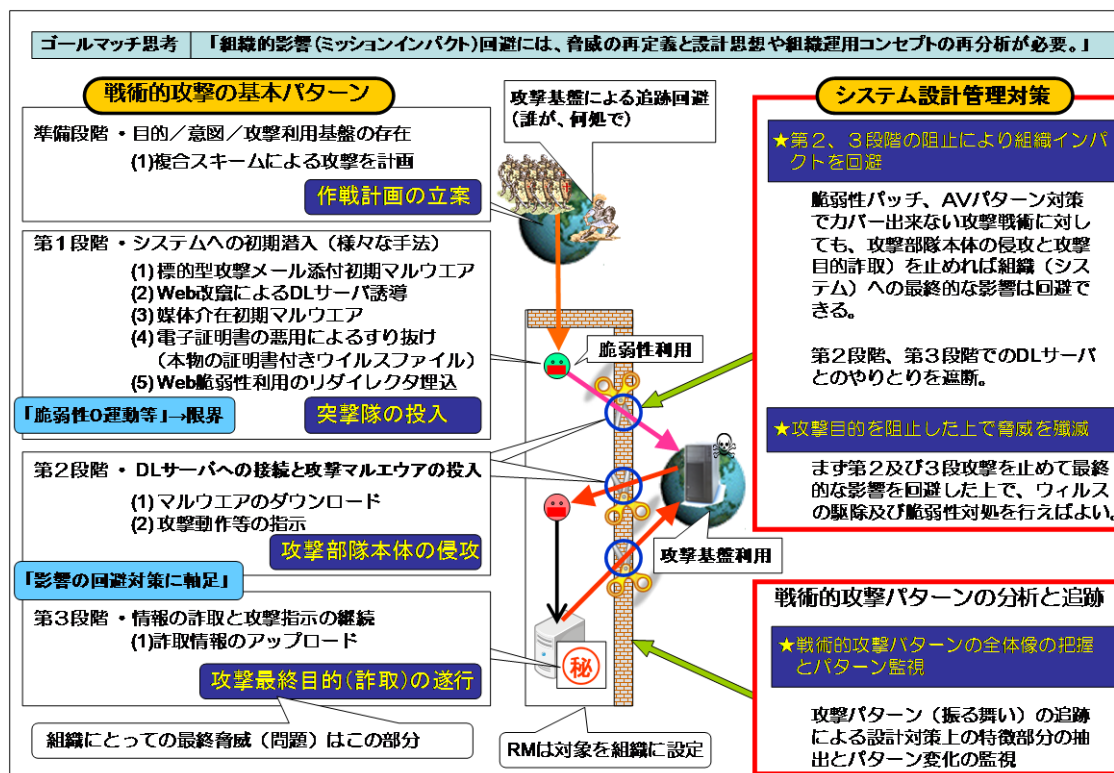 ゴールマッチ思考 「組織的影響(ミッションインパクト)回避には、脅威の再定義と設計思想や組織運用コンセプトの再分析が必要。」
戦術的攻撃の基本パターン
準備段階 ・目的／意図／攻撃利用基盤の存在
(1)複合スキームによる攻撃を計画
作戦計画の立案
第1段階 ・システムへの初期潜入（様々な手法）
(1)標的型攻撃メール添付初期マルウエア
(2)Web改竄によるDLサーバ誘導
(3)媒体介在初期マルウエア
(4)電子証明書の悪用によるすり抜け
（本物の証明書付きウイルスファイル）
(5)Web脆弱性利用のリダイレクタ埋込
「脆弱性0運動等」→限界
突撃隊の投入
第2段階 ・DLサーバへの接続と攻撃マルエウアの投入
(1)マルウエアのダウンロード
(2)攻撃動作等の指示
攻撃部隊本体の侵攻
「影響の回避対策に軸足」
第3段階 ・情報の詐取と攻撃指示の継続
(1)詐取情報のアップロード
攻撃最終目的(詐取)の遂行
組織にとっての最終脅威（問題）はこの部分
攻撃基盤による追跡回避
(誰が、何処で)
脆弱性利用
攻撃基盤利用
秘
RMは対象を組織に設定
システム設計管理対策
★第2、3段階の阻止により組織インパ
クトを回避
脆弱性パッチ、AVパターン対策
でカバー出来ない攻撃戦術に対し
ても、攻撃部隊本体の侵攻と攻撃
目的詐取）を止めれば組織（シス
テム）への最終的な影響は回避で
きる。
第2段階、第3段階でのDLサーバ
とのやりとりを遮断。
★攻撃目的を阻止した上で脅威を殲滅
まず第2及び3段攻撃を止めて最終
的な影響を回避した上で、ウィルス
の駆除及び脆弱性対処を行えばよい。
戦術的攻撃パターンの分析と追跡
★戦術的攻撃パターンの全体像の把握
とパターン監視
攻撃パターン（振る舞い）の追跡
による設計対策上の特徴部分の抽
出とパターン変化の監視